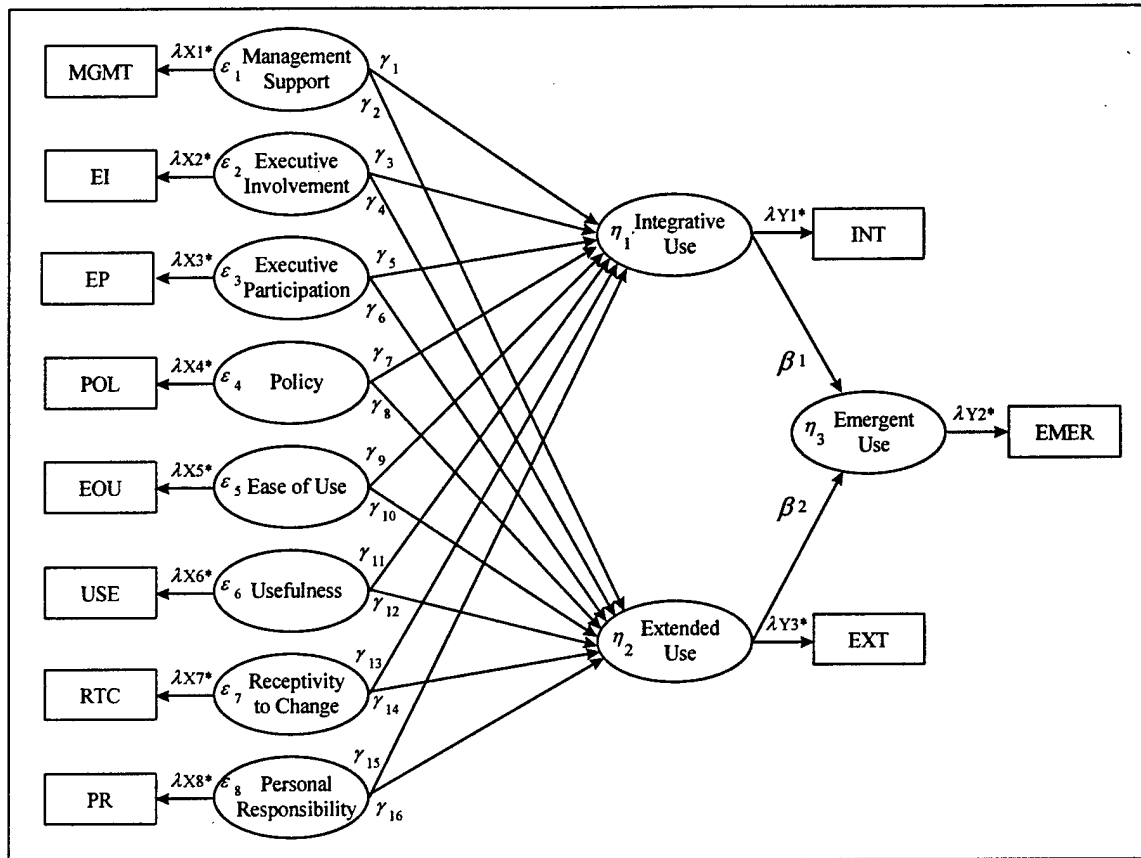 MGMT
λX1*
ε1
Management
Support
γ1
γ2
EI
λX2*
ε2
Executive
Involvement
γ3
γ4
EP
λX3*
ε3
Executive
Participation
γ5
γ6
POL
λX4*
ε4
Policy
γ7
γ8
EOU
λX5*
ε5
Ease of Use
γ9
γ10
USE
λX6*
ε6
Usefulness
γ11
γ12
RTC
λX7*
ε7
Receptivity
to Change
γ13
γ14
PR
λX8*
ε8
Personal
Responsibility
γ15
γ16
η1
Integrative
Use
λY1*
INT
β1
η3
Emergent
Use
λY2*
EMER
β2
η2
Extended
Use
λY3*
EXT